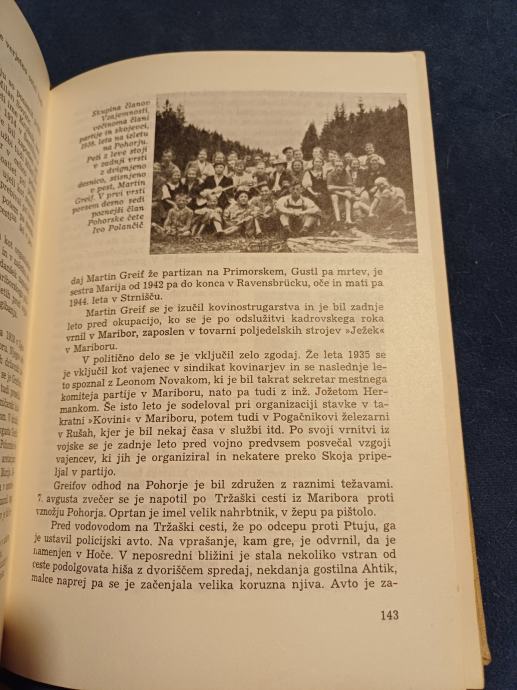 Skupina članov
Vzajemnosti,
večinoma člani
partije in skojevci,
1938. leta na izletu
na Pohorju.
Peti z leve stoji
v zadnji vrsti
z dvignjeno
desnico, stisnjeno
v pest, Martin
Greif. V prvi vrsti
povsem desno sedi
poznejši član
Pohorske čete
Ivo Polančič
daj Martin Greif že partizan na Primorskem, Gustl pa mrtev, je
sestra Marija od 1942 pa do konca v Ravensbrücku, oče in mati pa
1944. leta v Strnišču.
Martin Greif se je izučil kovinostrugarstva in je bil zadnje
leto pred okupacijo, ko se je po odslužitvi kadrovskega roka
vrnil v Maribor, zaposlen v tovarni poljedelskih strojev »Ježek«
v Mariboru.
V politično delo se je vključil zelo zgodaj. Že leta 1935 se
je vključil kot vajenec v sindikat kovinarjev in se naslednje le-
to spoznal z Leonom Novakom, ki je bil takrat sekretar mestnega
komiteja partije v Mariboru, nato pa tudi z inž. Jožetom Her-
mankom. Še isto leto je sodeloval pri organizaciji stavke v ta-
kratni »Kovini« v Mariboru, potem tudi v Pogačnikovi železarni
v Rušah, kjer je bil nekaj časa v službi itd. Po svoji vrnitvi iz
vojske se je zadnje leto pred vojno predvsem posvečal vzgoji
vajencev, ki jih je organiziral in nekatere preko Skoja pripe-
ljal v partijo.
Greifov odhod na Pohorje je bil združen z raznimi težavami.
7. avgusta zvečer se je napotil po Tržaški cesti iz Maribora proti
vznožju Pohorja. Oprtan je imel velik nahrbtnik, v žepu pa pištolo.
Pred vodovodom na Tržaški cesti, že po odcepu proti Ptuju, ga
je ustavil policijski avto. Na vprašanje, kam gre, je odvrnil, da je
namenjen v Hoče. V neposredni bližini je stala nekoliko vstran od
ceste podolgovata hiša z dvoriščem spredaj, nekdanja gostilna Ahtik,
malce naprej pa se je začenjala velika koruzna njiva. Avto je za-
143